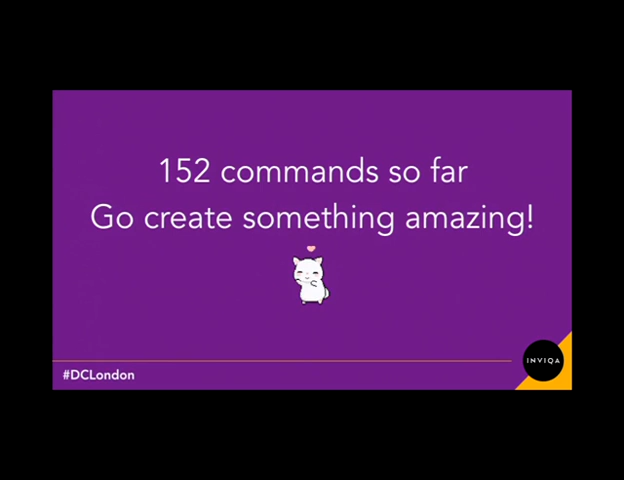 152 commands so far
Go create something amazing!
INVIQA
#DCLondon